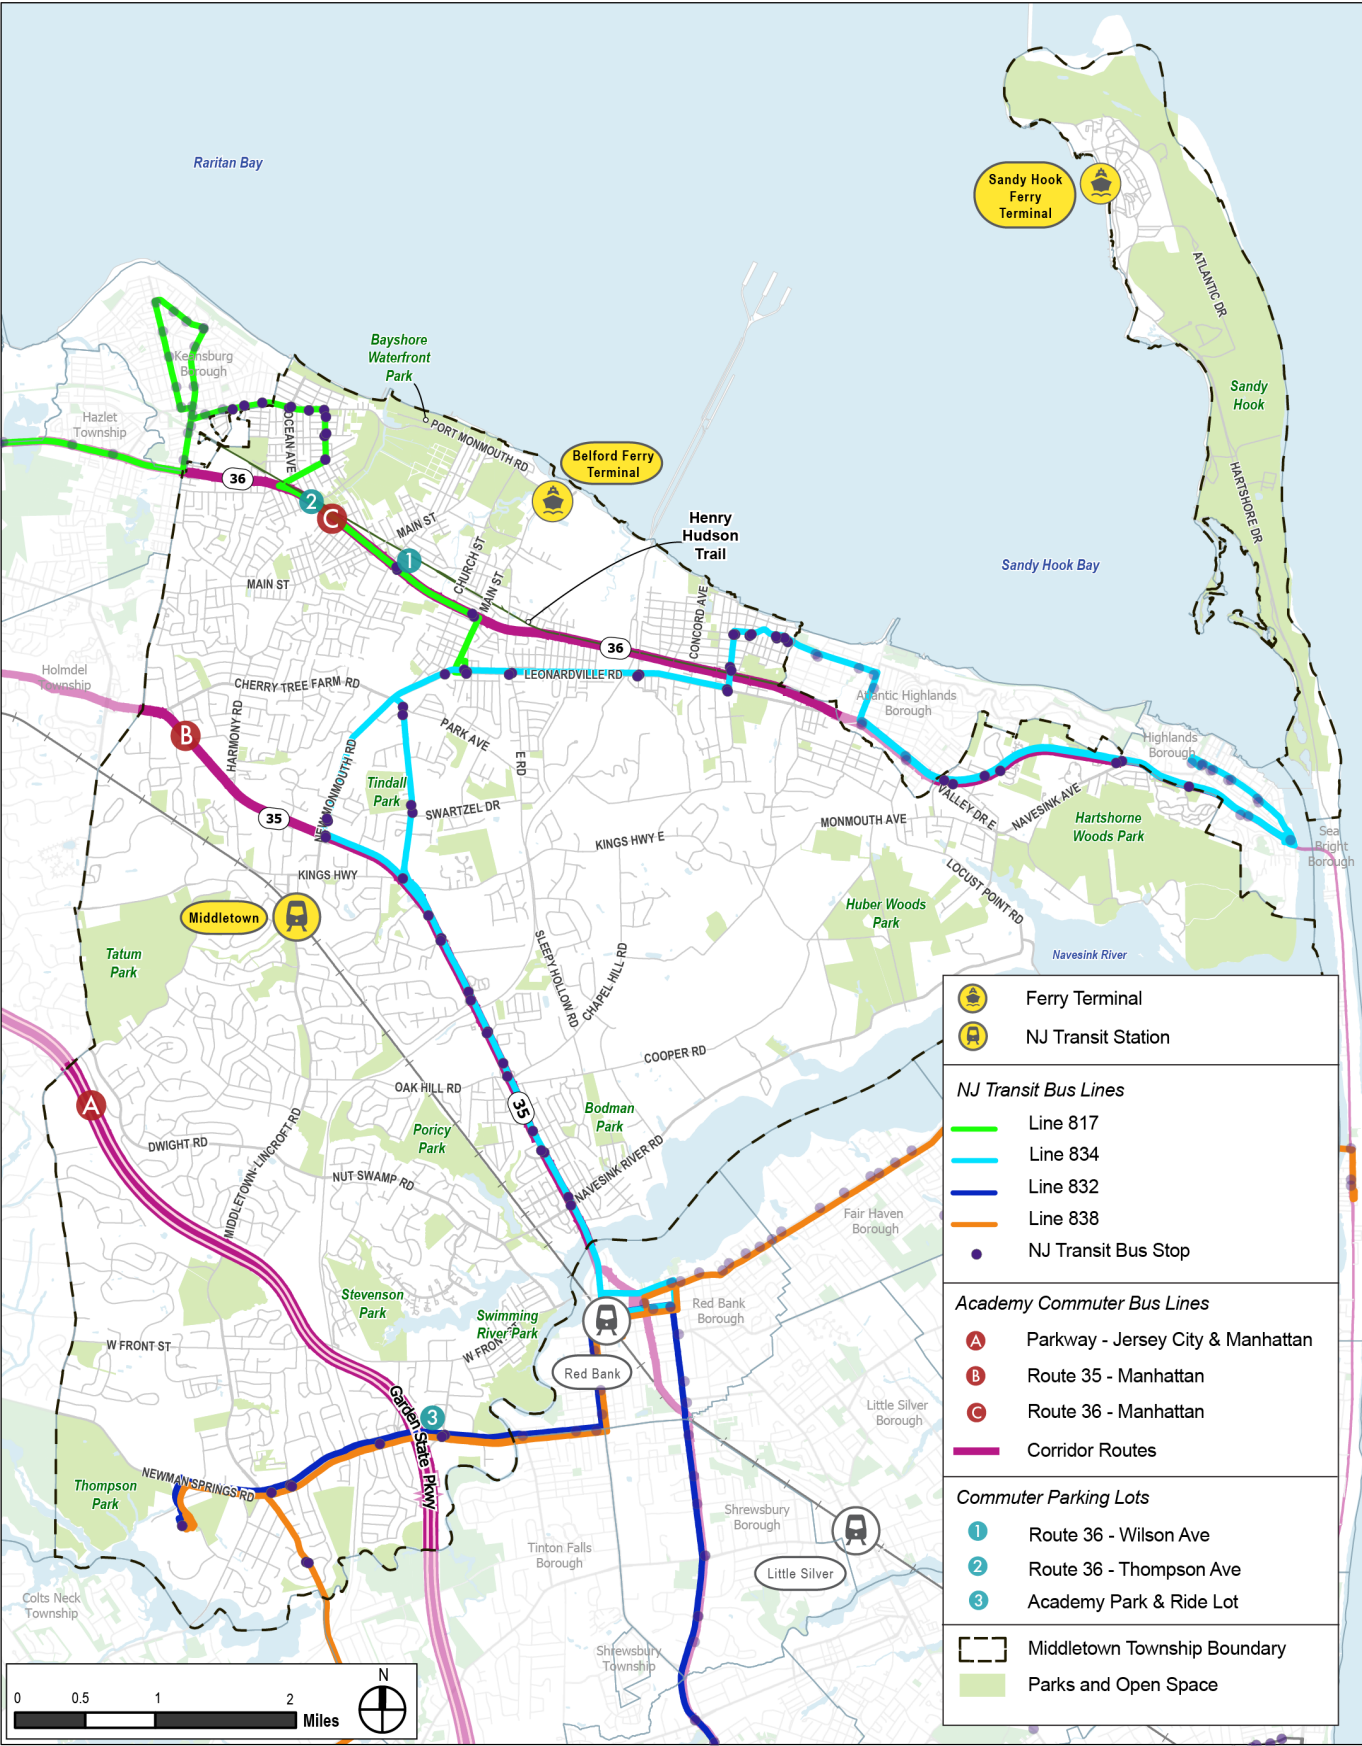 Raritan Bay
Sandy Hook
Ferry
Terminal
ATLANTIC DR
Sandy
Hook
HARTSHORE DR
Bayshore
Waterfront
Park
Keansburg
Borough
Hazlet
Township
OCEAN AVE
PORT MONMOUTH RD
Belford Ferry
Terminal
36
2
C
MAIN ST
1
CHURCH ST
MAIN ST
Henry
Hudson
Trail
Sandy Hook Bay
MAIN ST
CONCORD AVE
36
Holmdel
Township
CHERRY TREE FARM RD
LEONARDVILLE RD
Atlantic Highlands
Borough
B
HARMONY RD
PARK AVE
E RD
NEW MONMOUTH RD
Highlands
Borough
Tindall
Park
SWARTZEL DR
35
VALLEY DR E
NAVESINK AVE
MONMOUTH AVE
Hartshorne
Woods Park
Sea
Bright
Borough
KINGS HWY E
KINGS HWY
LOCUST POINT RD
Middletown
Huber Woods
Park
Tatum
Park
SLEEPY HOLLOW RD
CHAPEL HILL RD
Navesink River
COOPER RD
OAK HILL RD
35
Bodman
Park
A
Poricy
Park
DWIGHT RD
MIDDLETOWN-LINCROFT RD
NUT SWAMP RD
NAVESINK RIVER RD
Fair Haven
Borough
Stevenson
Park
Swimming
River Park
Red Bank
Borough
W FRONT ST
W FRONT ST
Red Bank
Garden State Pkwy
3
Little Silver
Borough
Thompson
Park
NEWMAN SPRINGS RD
Shrewsbury
Borough
Tinton Falls
Borough
Little Silver
Colts Neck
Township
Shrewsbury
Township
0 0.5 1 2
Miles
N
Ferry Terminal
NJ Transit Station
NJ Transit Bus Lines
Line 817
Line 834
Line 832
Line 838
NJ Transit Bus Stop
Academy Commuter Bus Lines
A Parkway - Jersey City & Manhattan
B Route 35 - Manhattan
C Route 36 - Manhattan
Corridor Routes
Commuter Parking Lots
1 Route 36 - Wilson Ave
2 Route 36 - Thompson Ave
3 Academy Park & Ride Lot
Middletown Township Boundary
Parks and Open Space